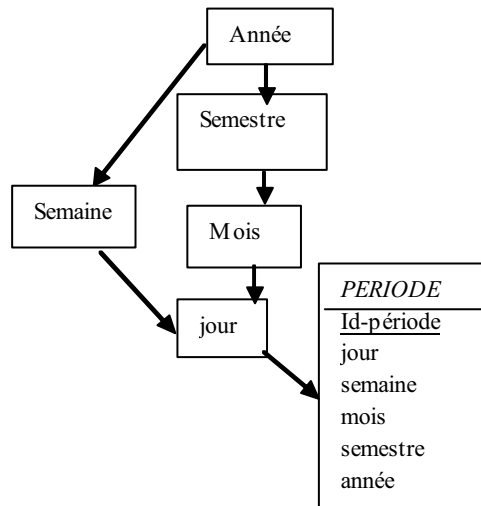 Année
Semestre
Semaine
Mois
jour
PERIODE
Id-période
jour
semaine
mois
semestre
année